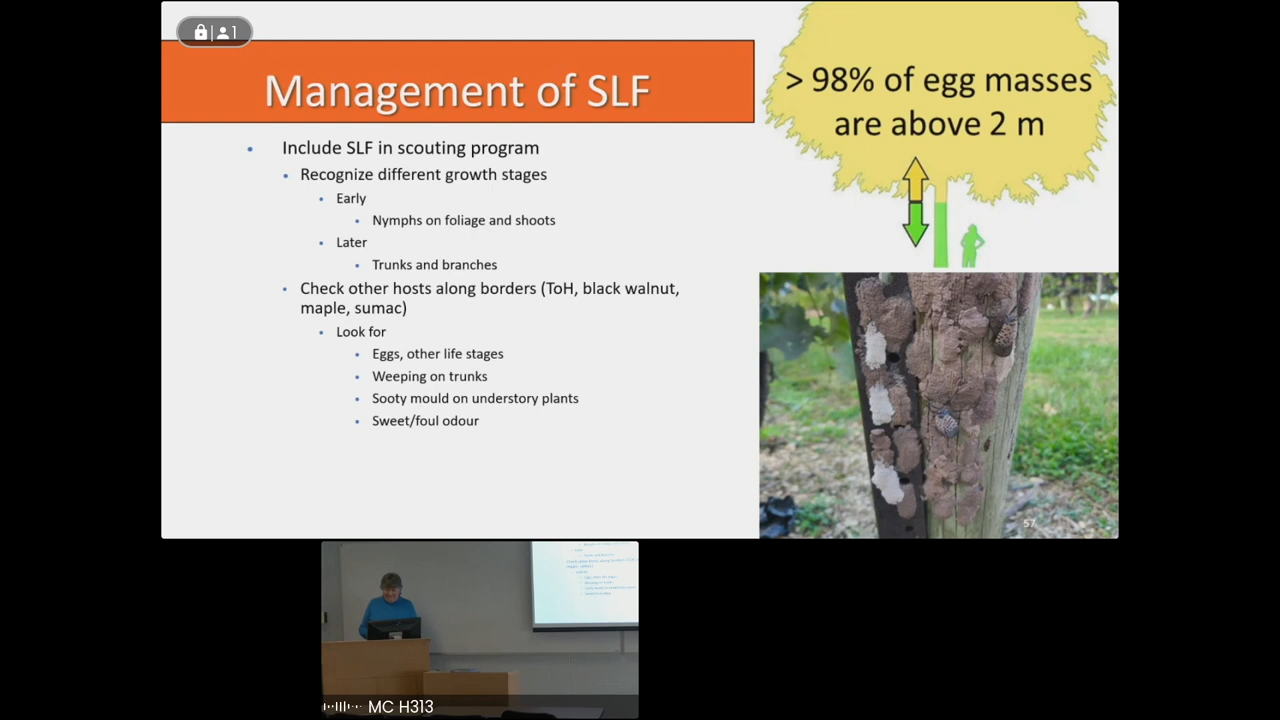 1
Management of SLF
> 98% of egg masses
are above 2 m
• Include SLF in scouting program
• Recognize different growth stages
• Early
• Nymphs on foliage and shoots
• Later
• Trunks and branches
• Check other hosts along borders (ToH, black walnut,
maple, sumac)
• Look for
• Eggs, other life stages
• Weeping on trunks
• Sooty mould on understory plants
• Sweet/foul odour
57
MC H313